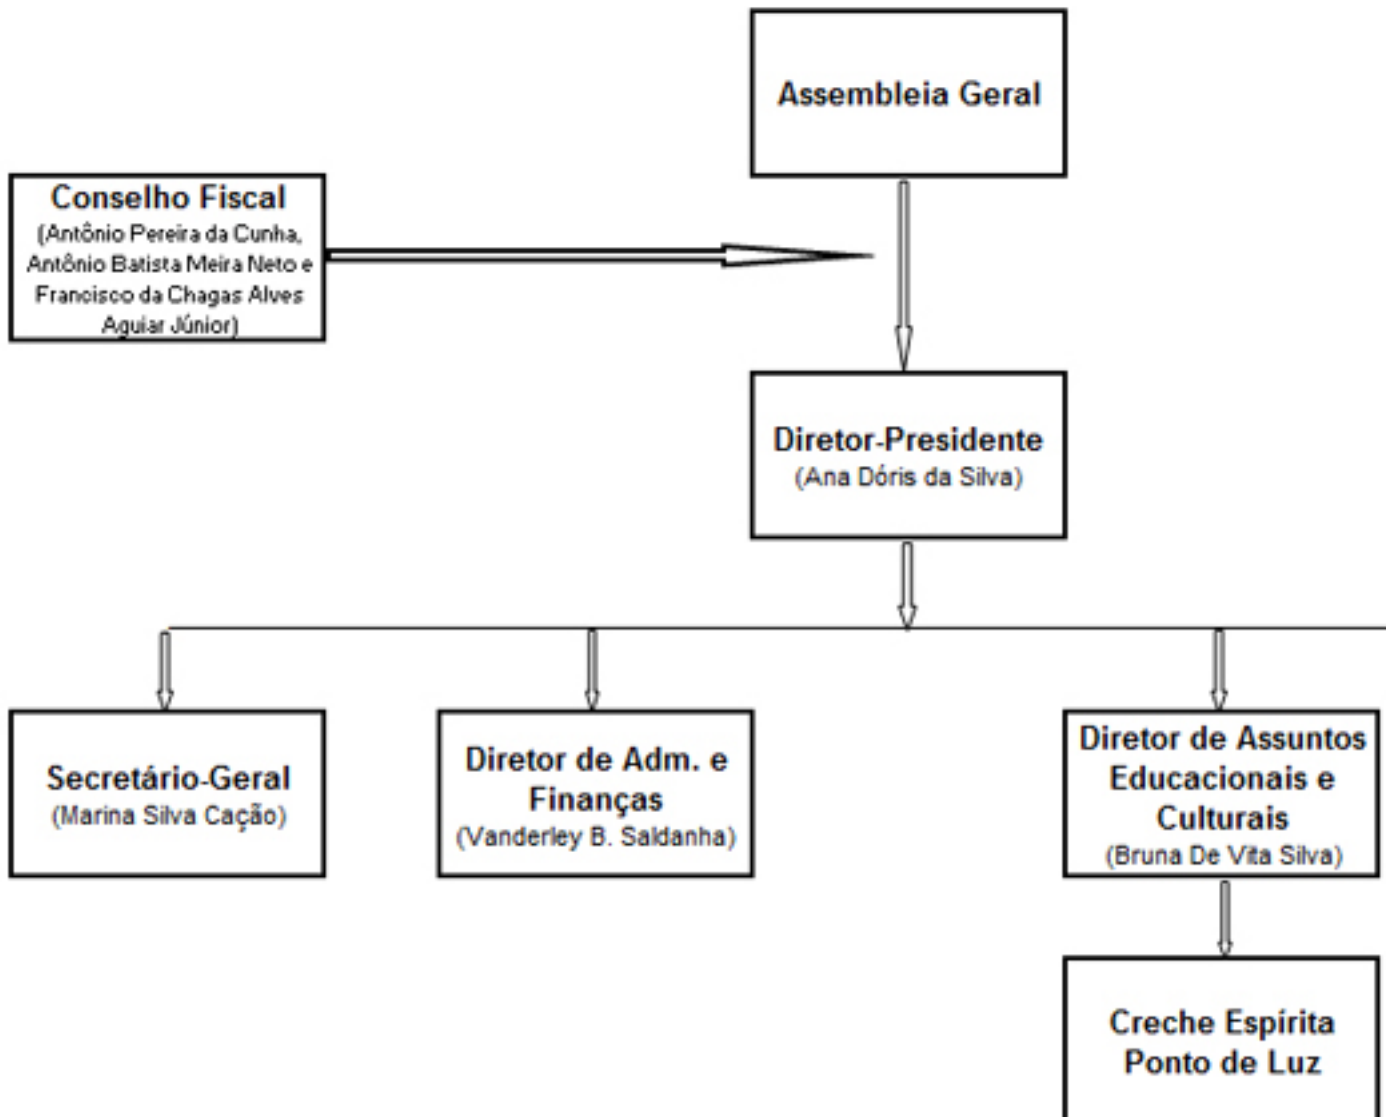 Assembleia Geral
Conselho Fiscal
(Antônio Pereira da Cunha,
Antônio Batista Meira Neto e
Francisco da Chagas Alves
Aguiar Júnior)
Diretor-Presidente
(Ana Dóris da Silva)
Secretário-Geral
(Marina Silva Cação)
Diretor de Adm. e
Finanças
(Vanderley B. Saldanha)
Diretor de Assuntos
Educacionais e
Culturais
(Bruna De Vita Silva)
Creche Espírita
Ponto de Luz